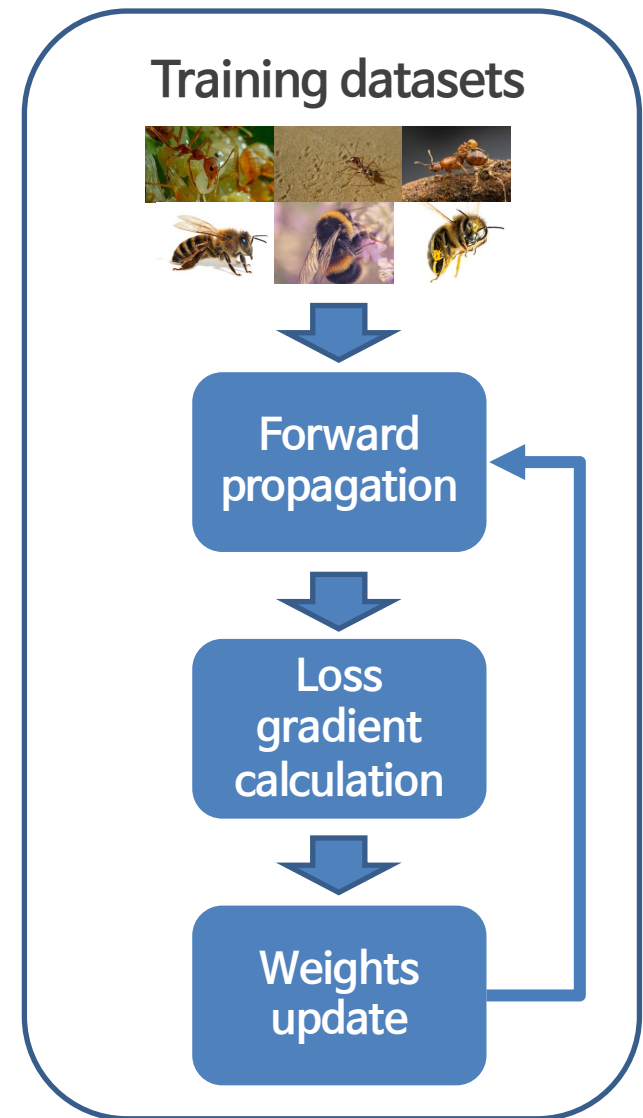 Training datasets
Forward
propagation
Loss
gradient
calculation
Weights
update